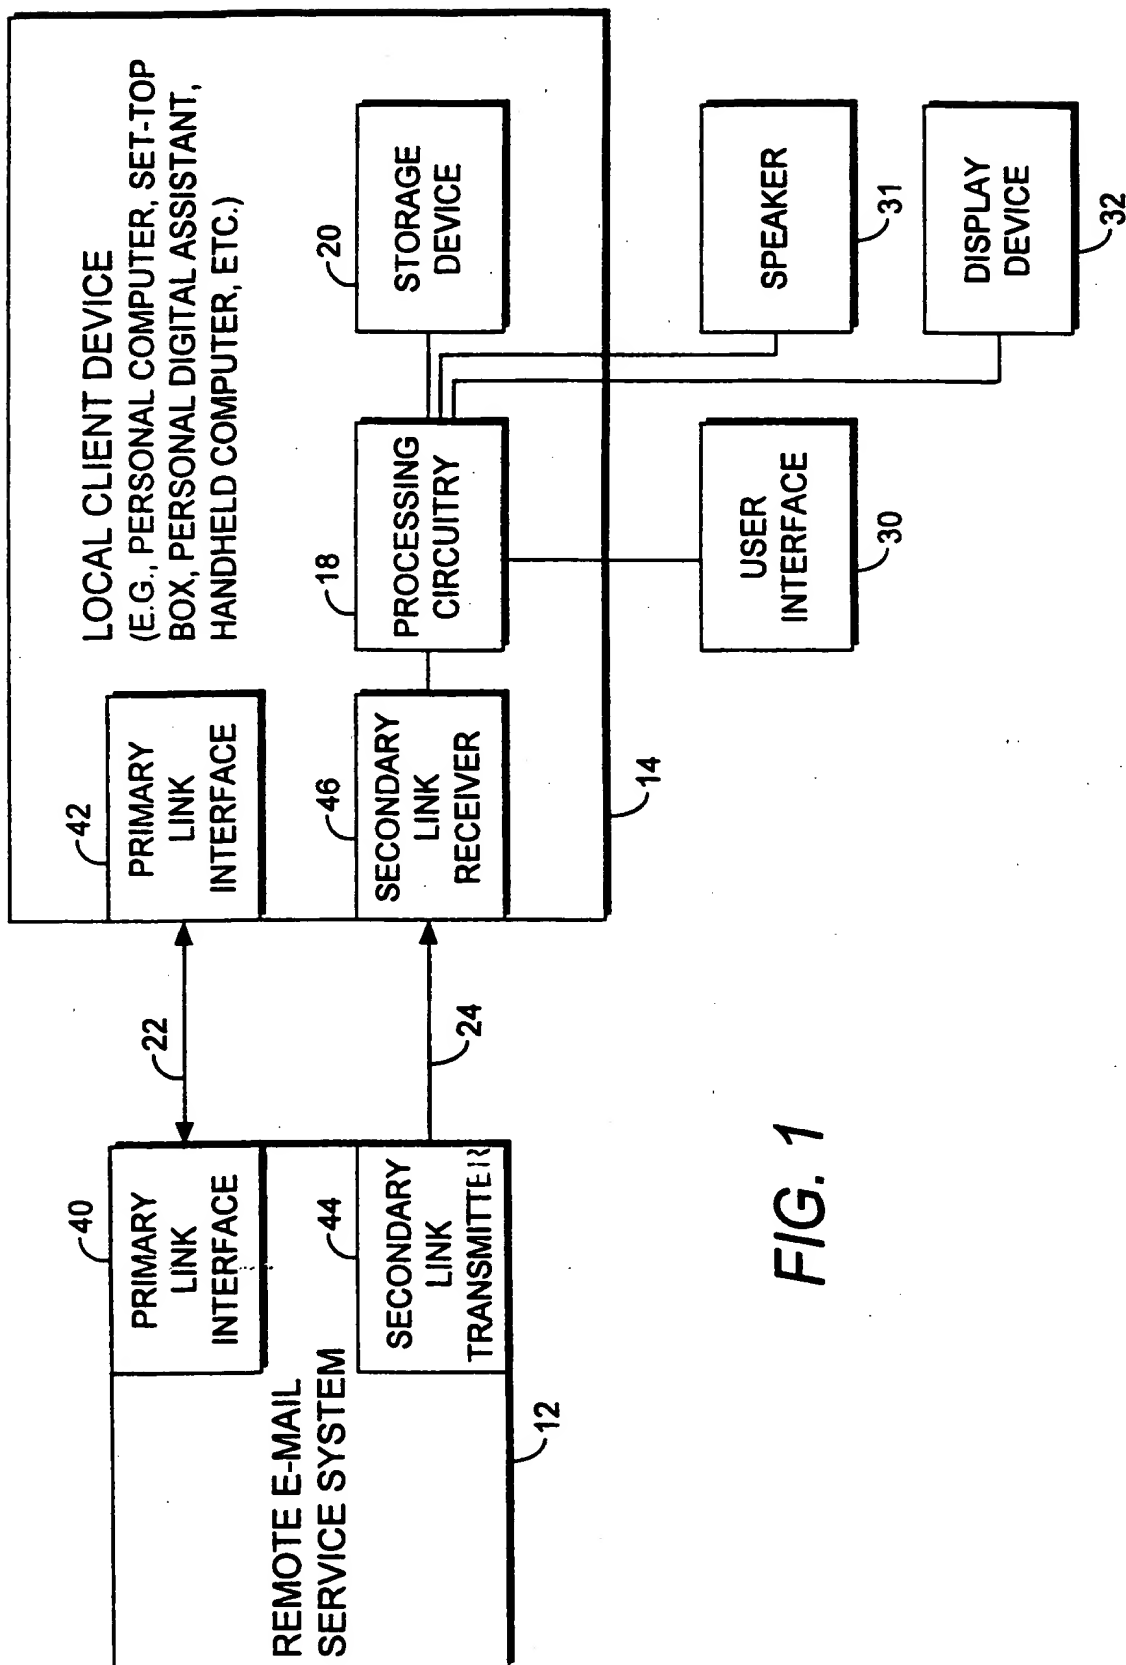 REMOTE E-MAIL
SERVICE SYSTEM
12
40
PRIMARY
LINK
INTERFACE
44
SECONDARY
LINK
TRANSMITTER
22
24
LOCAL CLIENT DEVICE
(E.G., PERSONAL COMPUTER, SET-TOP
BOX, PERSONAL DIGITAL ASSISTANT,
HANDHELD COMPUTER, ETC.)
42
PRIMARY
LINK
INTERFACE
46
SECONDARY
LINK
RECEIVER
14
18
PROCESSING
CIRCUITRY
20
STORAGE
DEVICE
USER
INTERFACE
30
SPEAKER
31
DISPLAY
DEVICE
32
FIG. 1